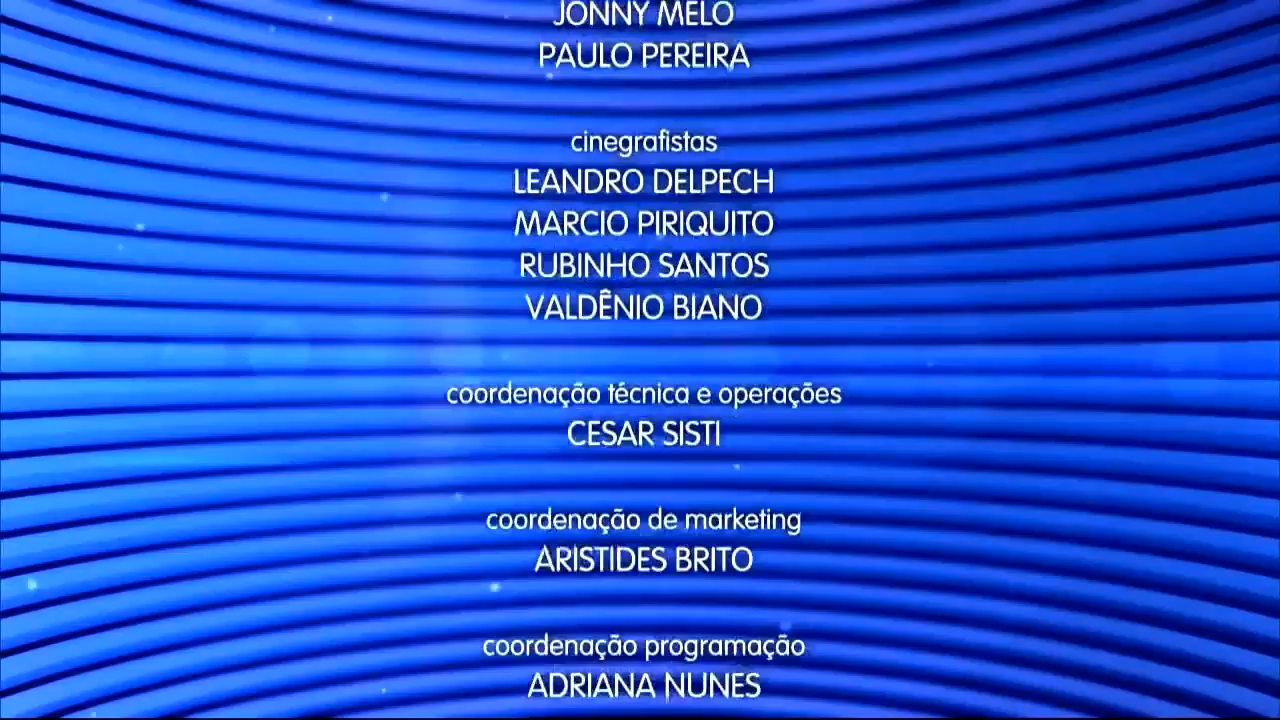 JONNY MELO
PAULO PEREIRA
cinegrafistas
LEANDRO DELPECH
MARCIO PIRIQUITO
RUBINHO SANTOS
VALDÊNIO BIANO
coordenação técnica e operações
CESAR SISTI
coordenação de marketing
ARISTIDES BRITO
coordenação programação
ADRIANA NUNES